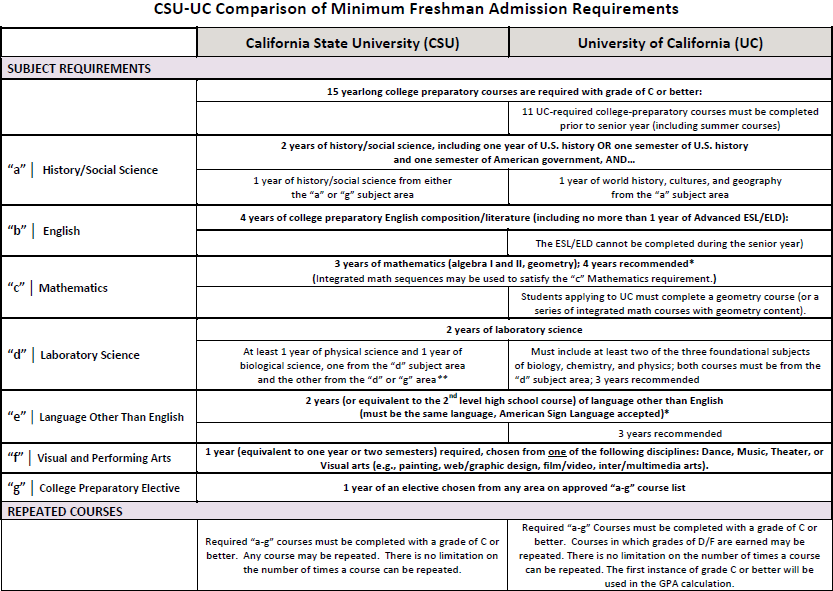 CSU-UC Comparison of Minimum Freshman Admission Requirements
California State University (CSU)
University of California (UC)
SUBJECT REQUIREMENTS
15 yearlong college preparatory courses are required with grade of C or better:
11 UC-required college-preparatory courses must be completed
prior to senior year (including summer courses)
“a” | History/Social Science
2 years of history/social science, including one year of U.S. history OR one semester of U.S. history
and one semester of American government, AND…
1 year of history/social science from either
the “a” or “g” subject area
1 year of world history, cultures, and geography
from the “a” subject area
“b” | English
4 years of college preparatory English composition/literature (including no more than 1 year of Advanced ESL/ELD):
The ESL/ELD cannot be completed during the senior year)
“c” | Mathematics
3 years of mathematics (algebra I and II, geometry); 4 years recommended*
(Integrated math sequences may be used to satisfy the “c” Mathematics requirement.)
Students applying to UC must complete a geometry course (or a
series of integrated math courses with geometry content).
“d” | Laboratory Science
2 years of laboratory science
At least 1 year of physical science and 1 year of
biological science, one from the “d” subject area
and the other from the “d” or “g” area**
Must include at least two of the three foundational subjects
of biology, chemistry, and physics; both courses must be from the
“d” subject area; 3 years recommended
“e” | Language Other Than English
2 years (or equivalent to the 2nd level high school course) of language other than English
(must be the same language, American Sign Language accepted)*
3 years recommended
“f” | Visual and Performing Arts
1 year (equivalent to one year or two semesters) required, chosen from one of the following disciplines: Dance, Music, Theater, or
Visual arts (e.g., painting, web/graphic design, film/video, inter/multimedia arts).
“g” | College Preparatory Elective
1 year of an elective chosen from any area on approved “a-g” course list
REPEATED COURSES
Required “a-g” courses must be completed with a grade of C or
better. Any course may be repeated. There is no limitation on
the number of times a course can be repeated.
Required “a-g” Courses must be completed with a grade of C or
better. Courses in which grades of D/F are earned may be
repeated. There is no limitation on the number of times a course
can be repeated. The first instance of grade C or better will be
used in the GPA calculation.